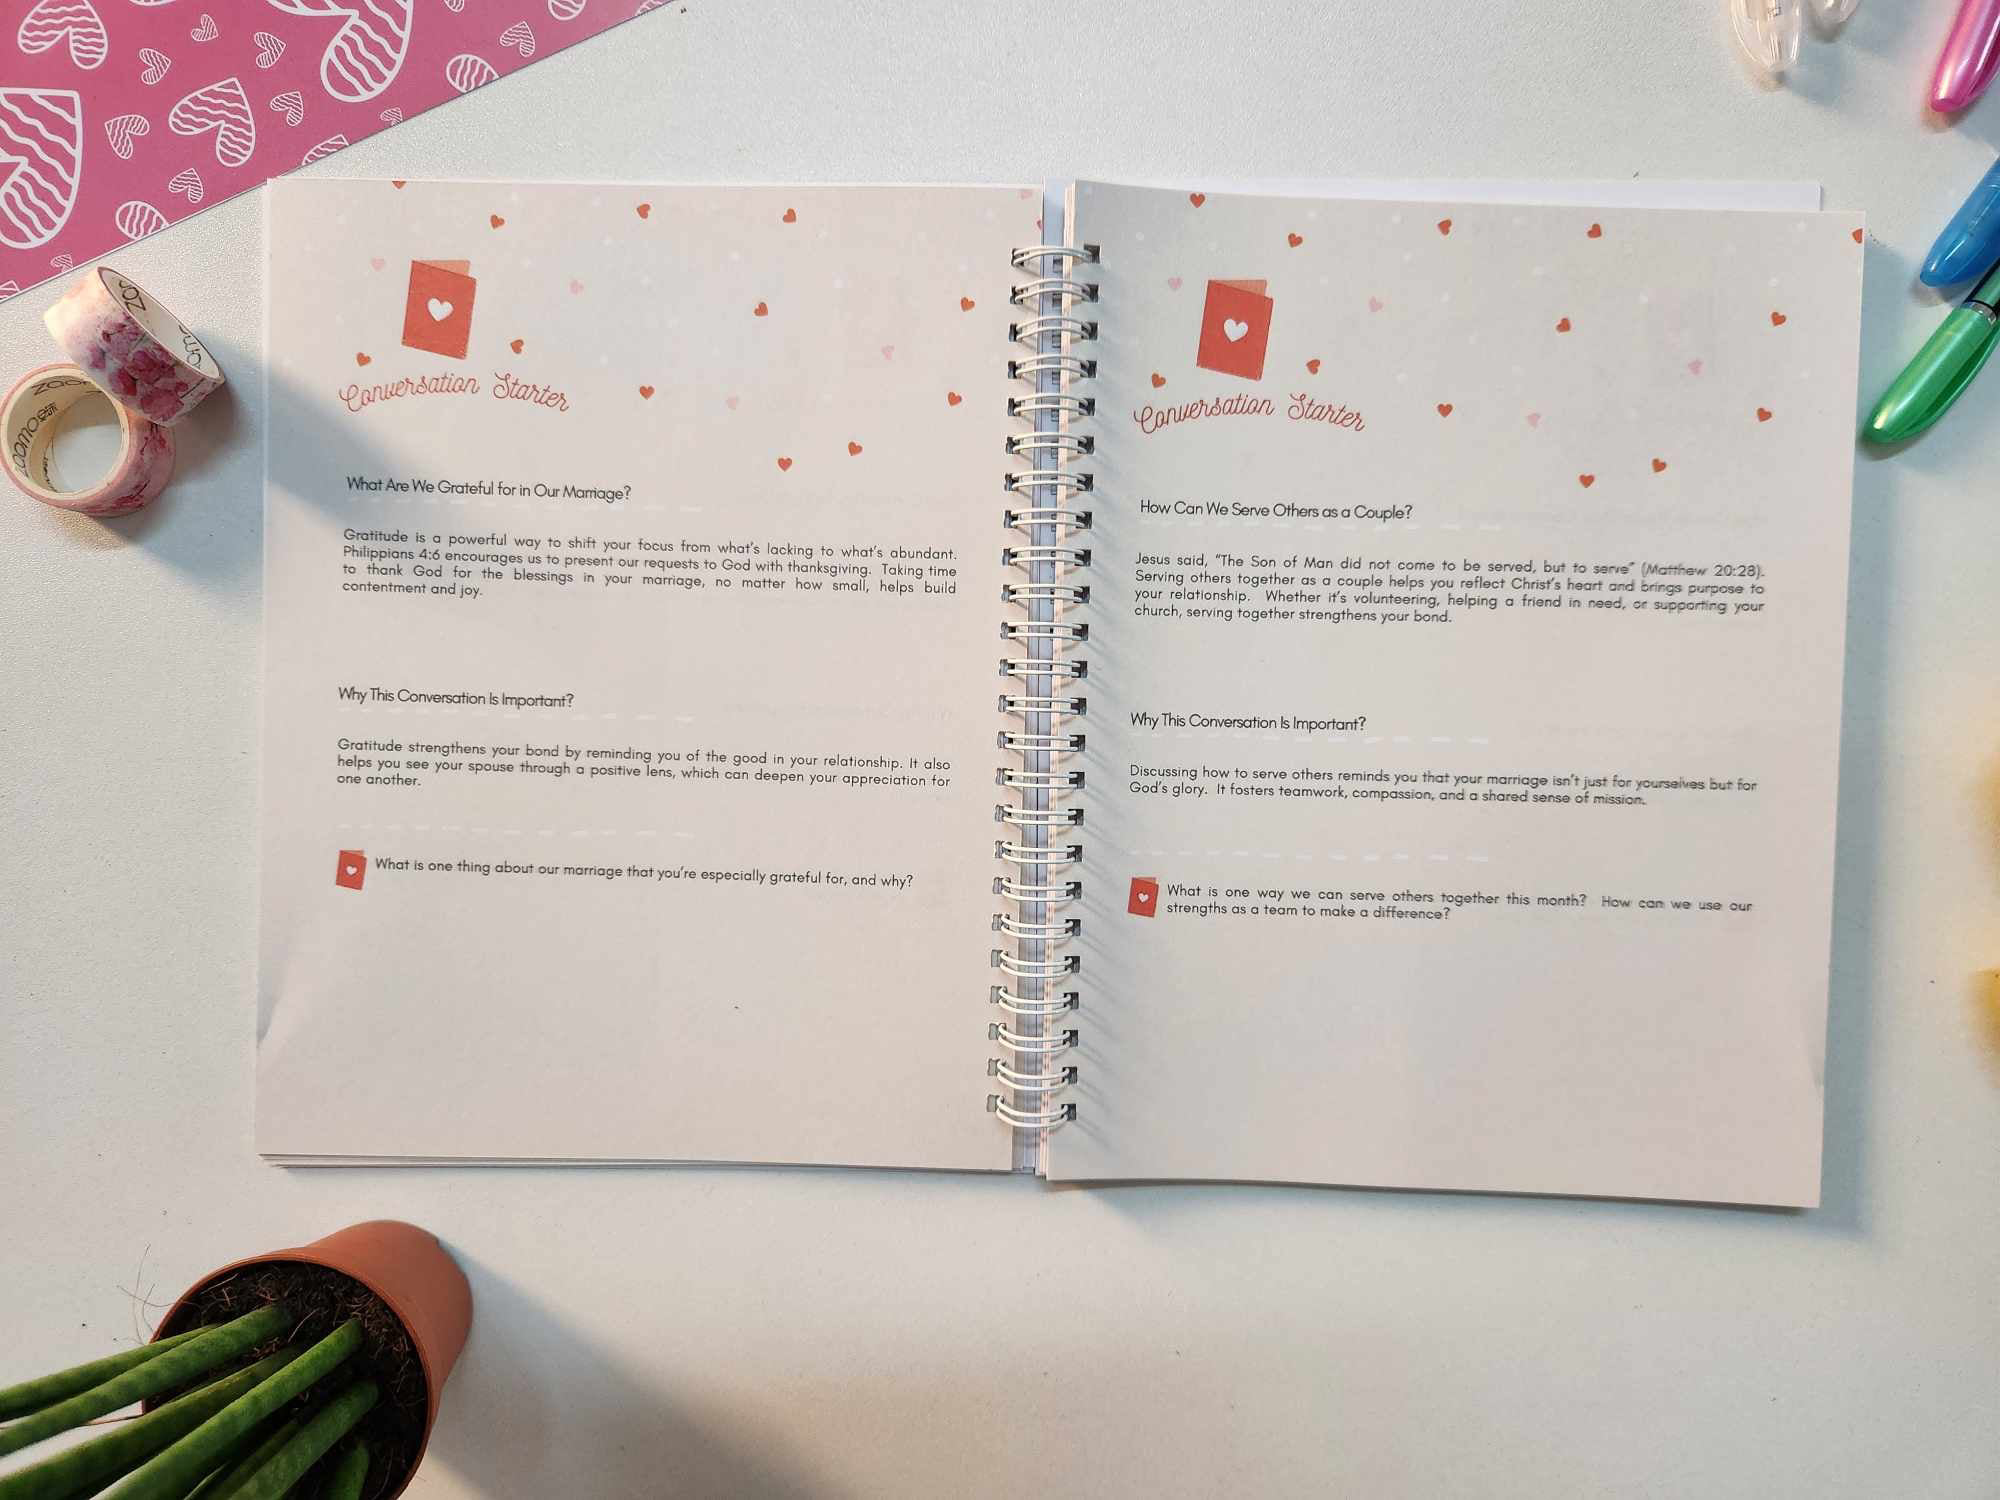 Conversation Starter
What Are We Grateful for in Our Marriage?
Gratitude is a powerful way to shift your focus from what's lacking to what's abundant.
Philippians 4:6 encourages us to present our requests to God with thanksgiving. Taking time
to thank God for the blessings in your marriage, no matter how small, helps build
contentment and joy.
Why This Conversation Is Important?
Gratitude strengthens your bond by reminding you of the good in your relationship. It also
helps you see your spouse through a positive lens, which can deepen your appreciation for
one another.
What is one thing about our marriage that you're especially grateful for, and why?
Conversation Starter
How Can We Serve Others as a Couple?
Jesus said, "The Son of Man did not come to be served, but to serve" (Matthew 20:28).
Serving others together as a couple helps you reflect Christ's heart and brings purpose to
your relationship. Whether it's volunteering, helping a friend in need, or supporting your
church, serving together strengthens your bond.
Why This Conversation Is Important?
Discussing how to serve others reminds you that your marriage isn't just for yourselves but for
God's glory. It fosters teamwork, compassion, and a shared sense of mission.
What is one way we can serve others together this month? How can we use our
strengths as a team to make a difference?